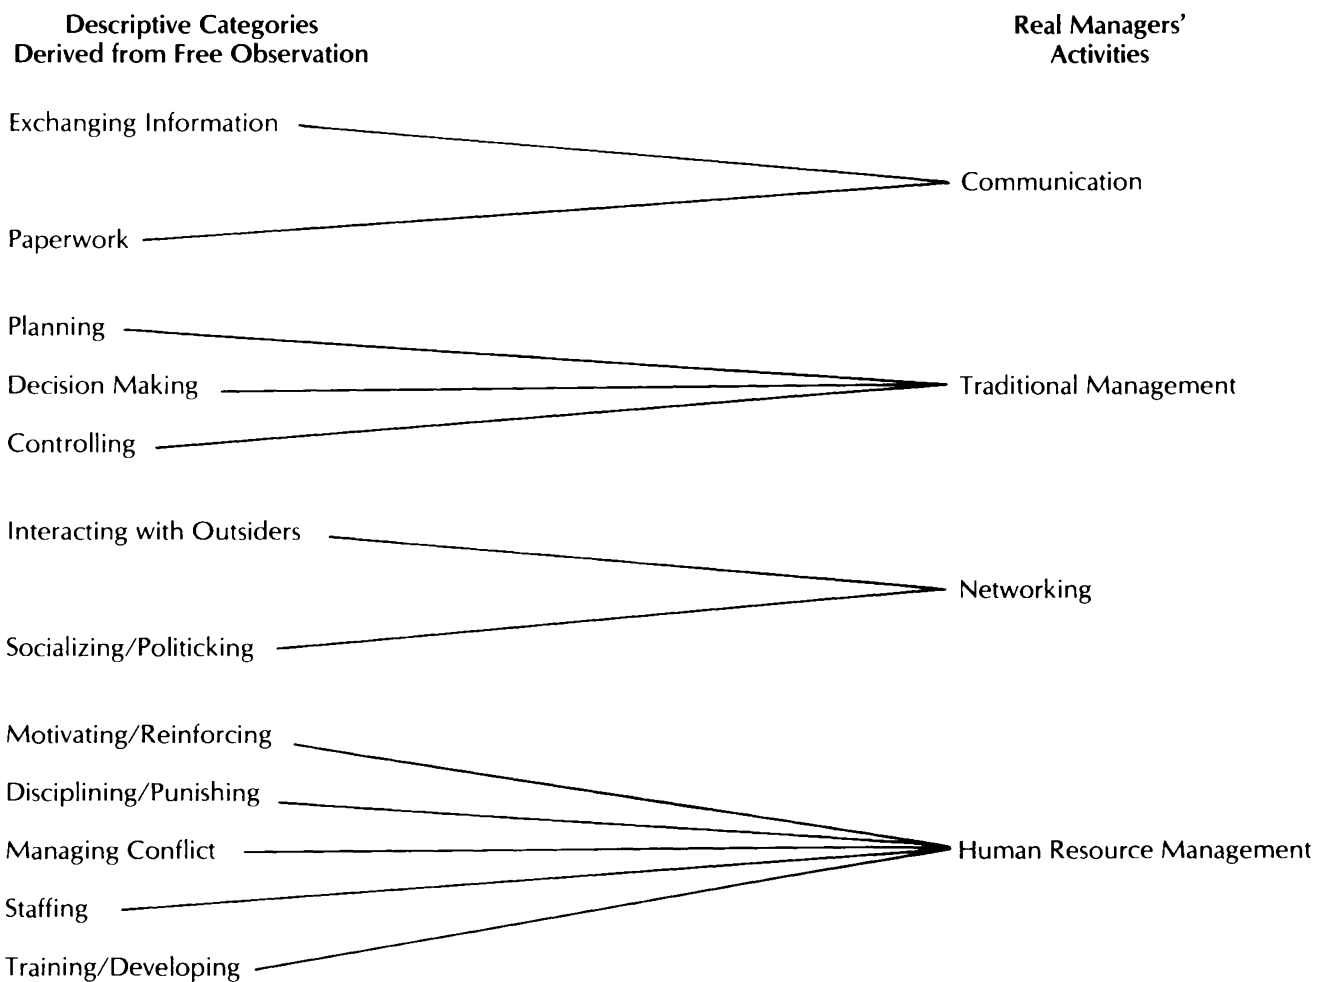 Descriptive Categories
Derived from Free Observation
Real Managers'
Activities
Exchanging Information
Communication
Paperwork
Planning
Decision Making
Traditional Management
Controlling
Interacting with Outsiders
Networking
Socializing/Politicking
Motivating/Reinforcing
Disciplining/Punishing
Managing Conflict
Human Resource Management
Staffing
Training/Developing